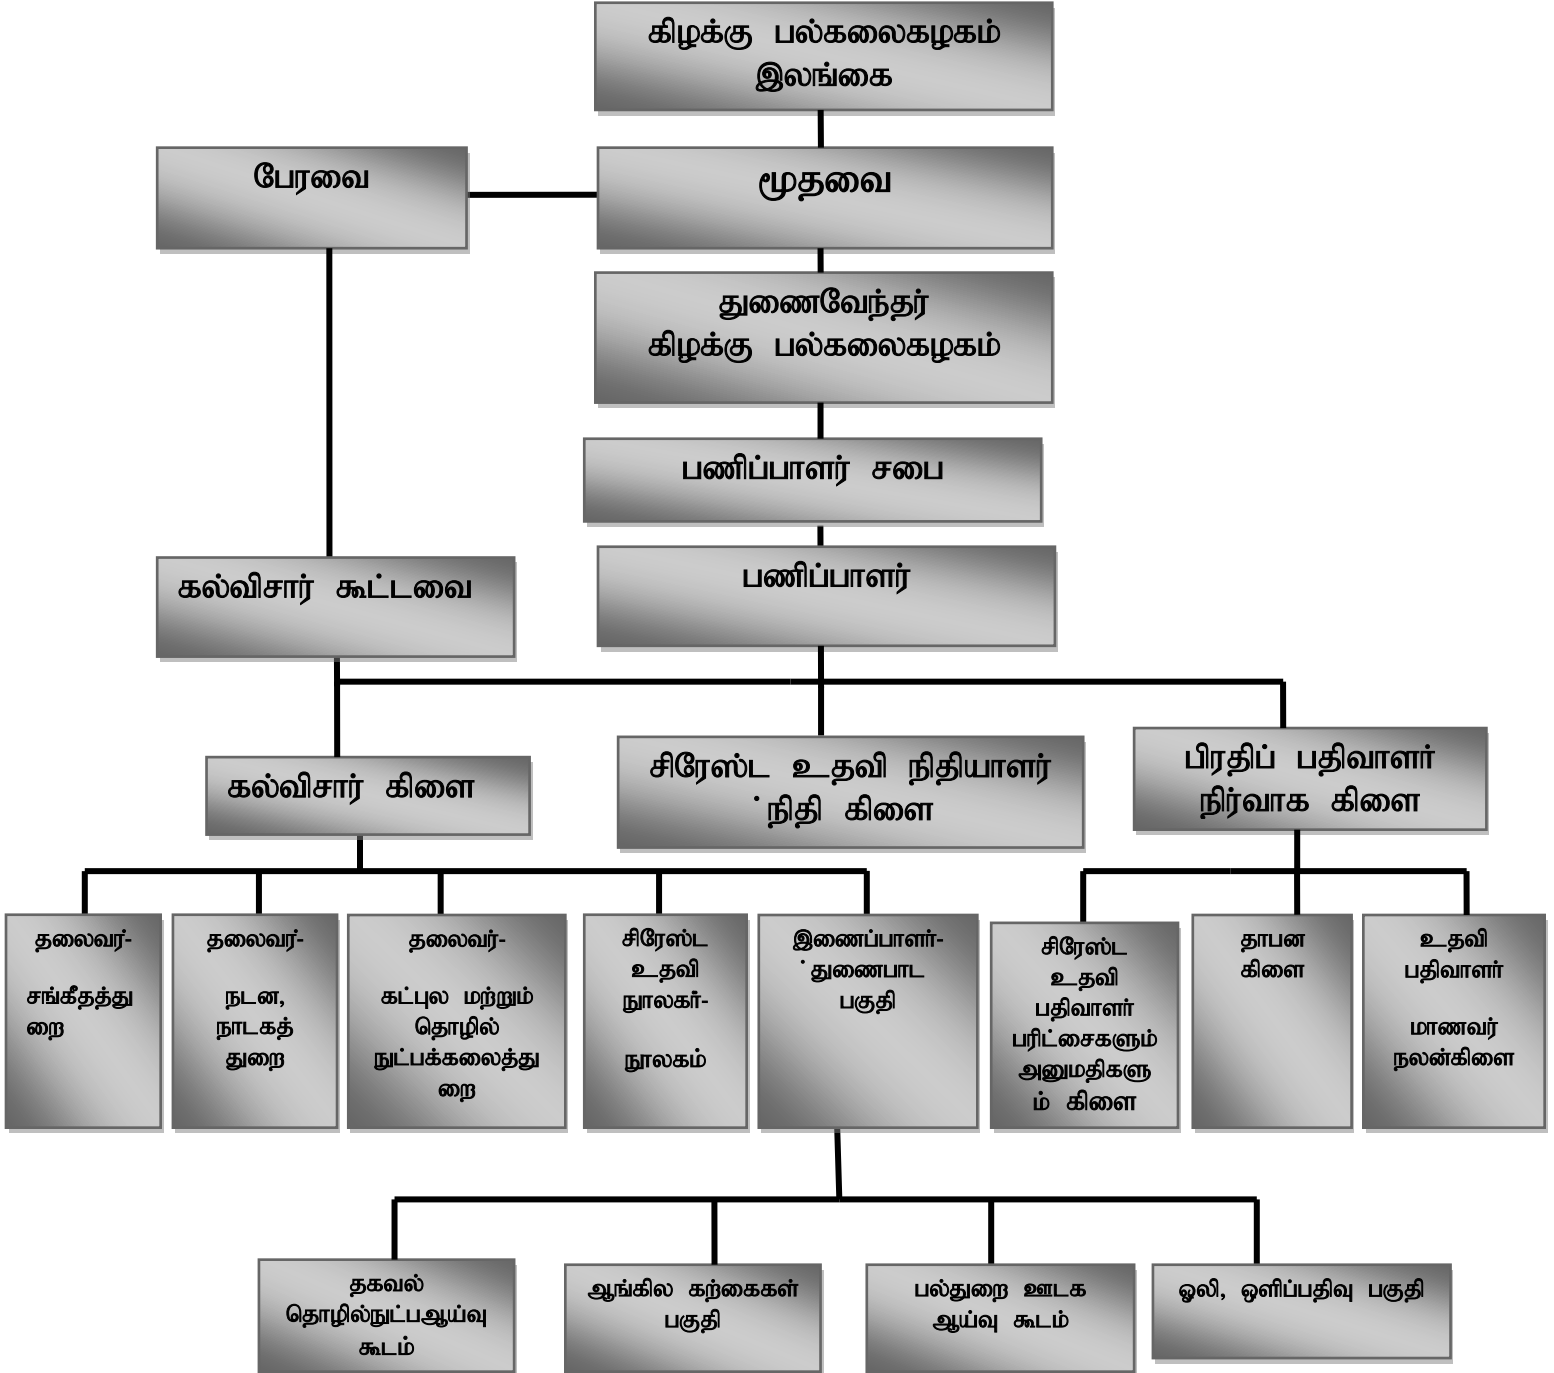 கிழக்கு பல்கலைகழகம்
இலங்கை
பேரவை
மூதவை
துணைவேந்தர்
கிழக்கு பல்கலைகழகம்
பணிப்பாளர் சபை
கல்விசார் கூட்டவை
பணிப்பாளர்
கல்விசார் கிளை
சிரேஸ்ட உதவி நிதியாளர்
்நிதி கிளை
பிரதிப் பதிவாளர்
நிர்வாக கிளை
தலைவர்-
சங்கீதத்து
றை
தலைவர்-
நடன,
நாடகத்
துறை
தலைவர்-
கட்புல மற்றும்
தொழில்
நுட்பக்கலைத்து
றை
சிரேஸ்ட
உதவி
நூலகர்-
நூலகம்
இணைப்பாளர்-
்துணைபாட
பகுதி
சிரேஸ்ட
உதவி
பதிவாளர்
பரிட்சைகளும்
அனுமதிகளு
ம் கிளை
தாபன
கிளை
உதவி
பதிவாளர்
மாணவர்
நலன்கிளை
தகவல்
தொழில்நுட்பஆய்வு
கூடம்
ஆங்கில கற்கைகள்
பகுதி
பல்துறை ஊடக
ஆய்வு கூடம்
ஓலி, ஒளிப்பதிவு பகுதி